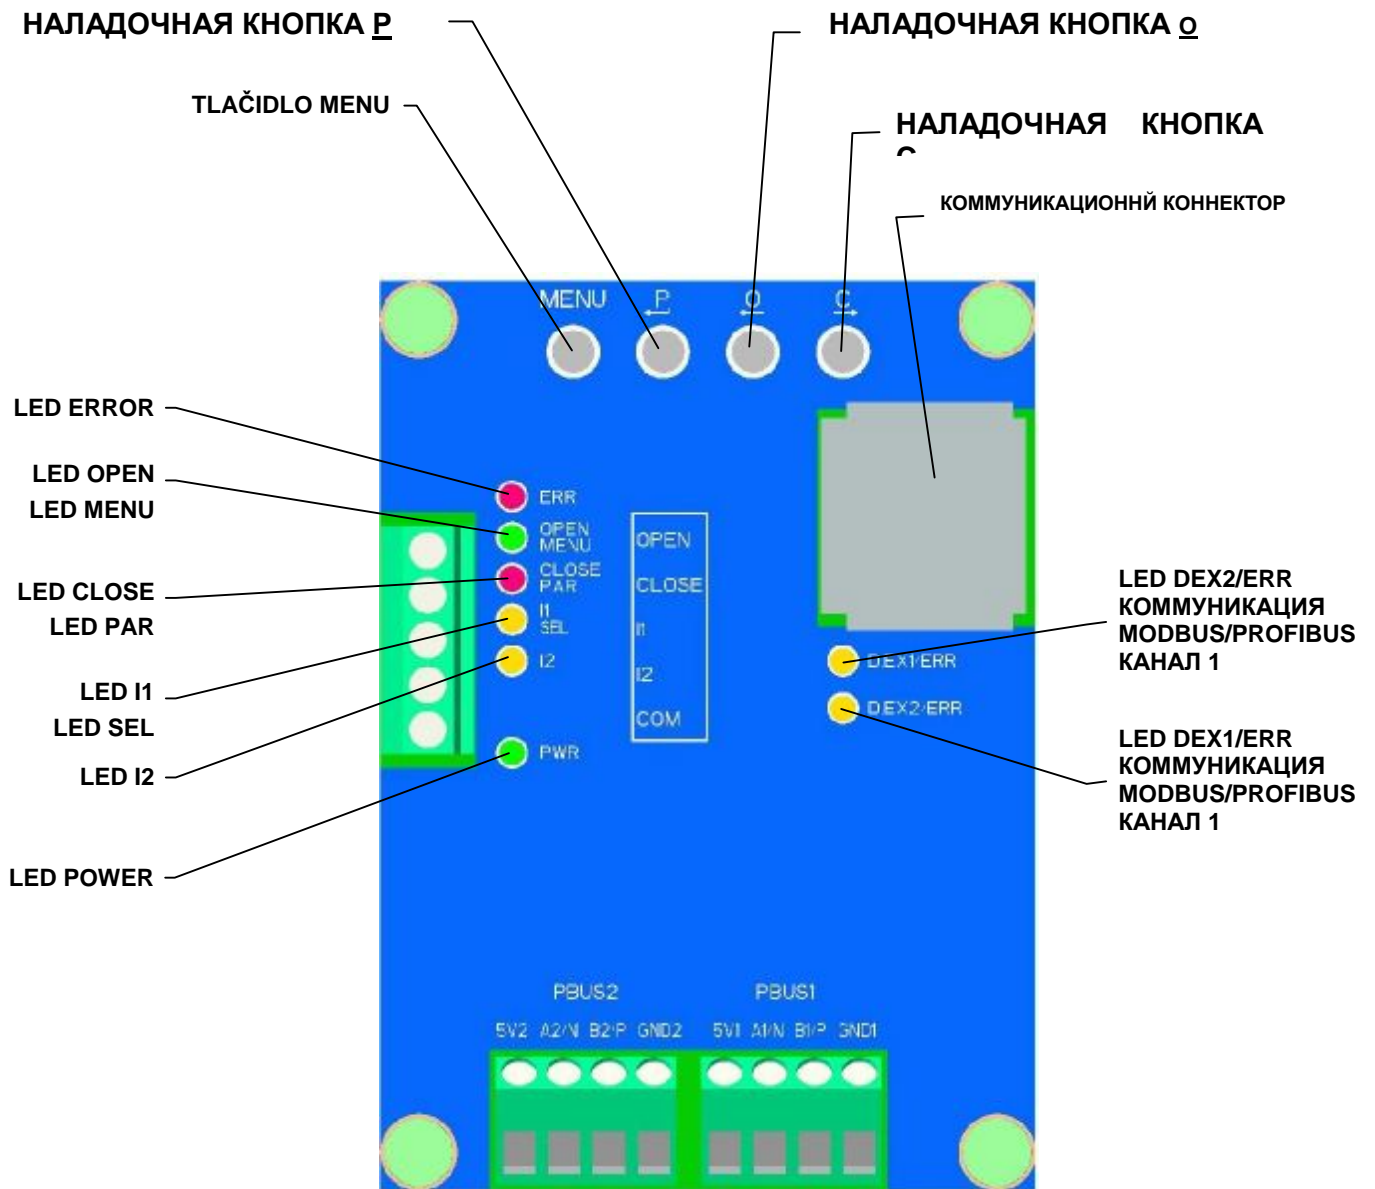 НАЛАДОЧНАЯ КНОПКА P
НАЛАДОЧНАЯ КНОПКА O
TLAČIDLO MENU
НАЛАДОЧНАЯ КНОПКА
КОММУНИКАЦИОННЙ КОННЕКТОР
MENU P O C
LED ERROR
LED OPEN
LED MENU
LED CLOSE
LED PAR
LED I1
LED SEL
LED I2
LED POWER
ERR
OPEN
MENU
CLOSE
PAR
I1
SEL
I2
PWR
OPEN
CLOSE
I1
I2
COM
D.EX1/ERR
D.EX2/ERR
LED DEX2/ERR
КОММУНИКАЦИЯ
MODBUS/PROFIBUS
КАНАЛ 1
LED DEX1/ERR
КОММУНИКАЦИЯ
MODBUS/PROFIBUS
КАНАЛ 1
PBUS2 PBUS1
5V2 A2/N B2/P GND2 5V1 A1/N B1/P GND1